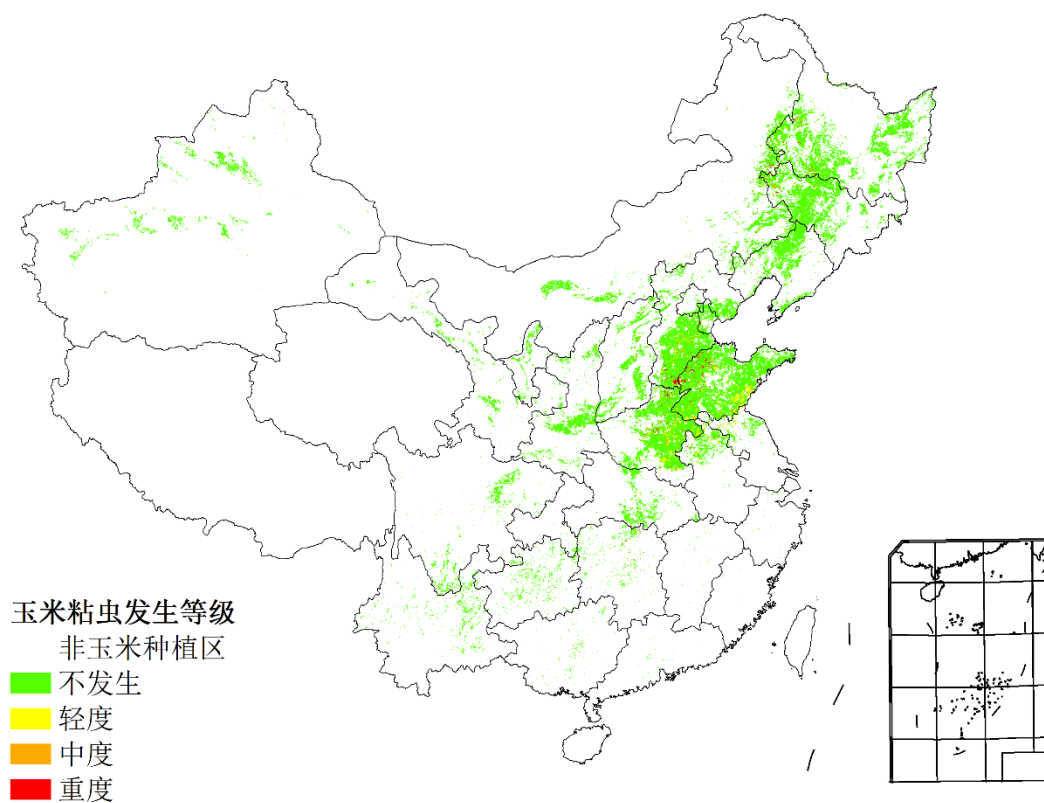 玉米粘虫发生等级
非玉米种植区
不发生
轻度
中度
重度